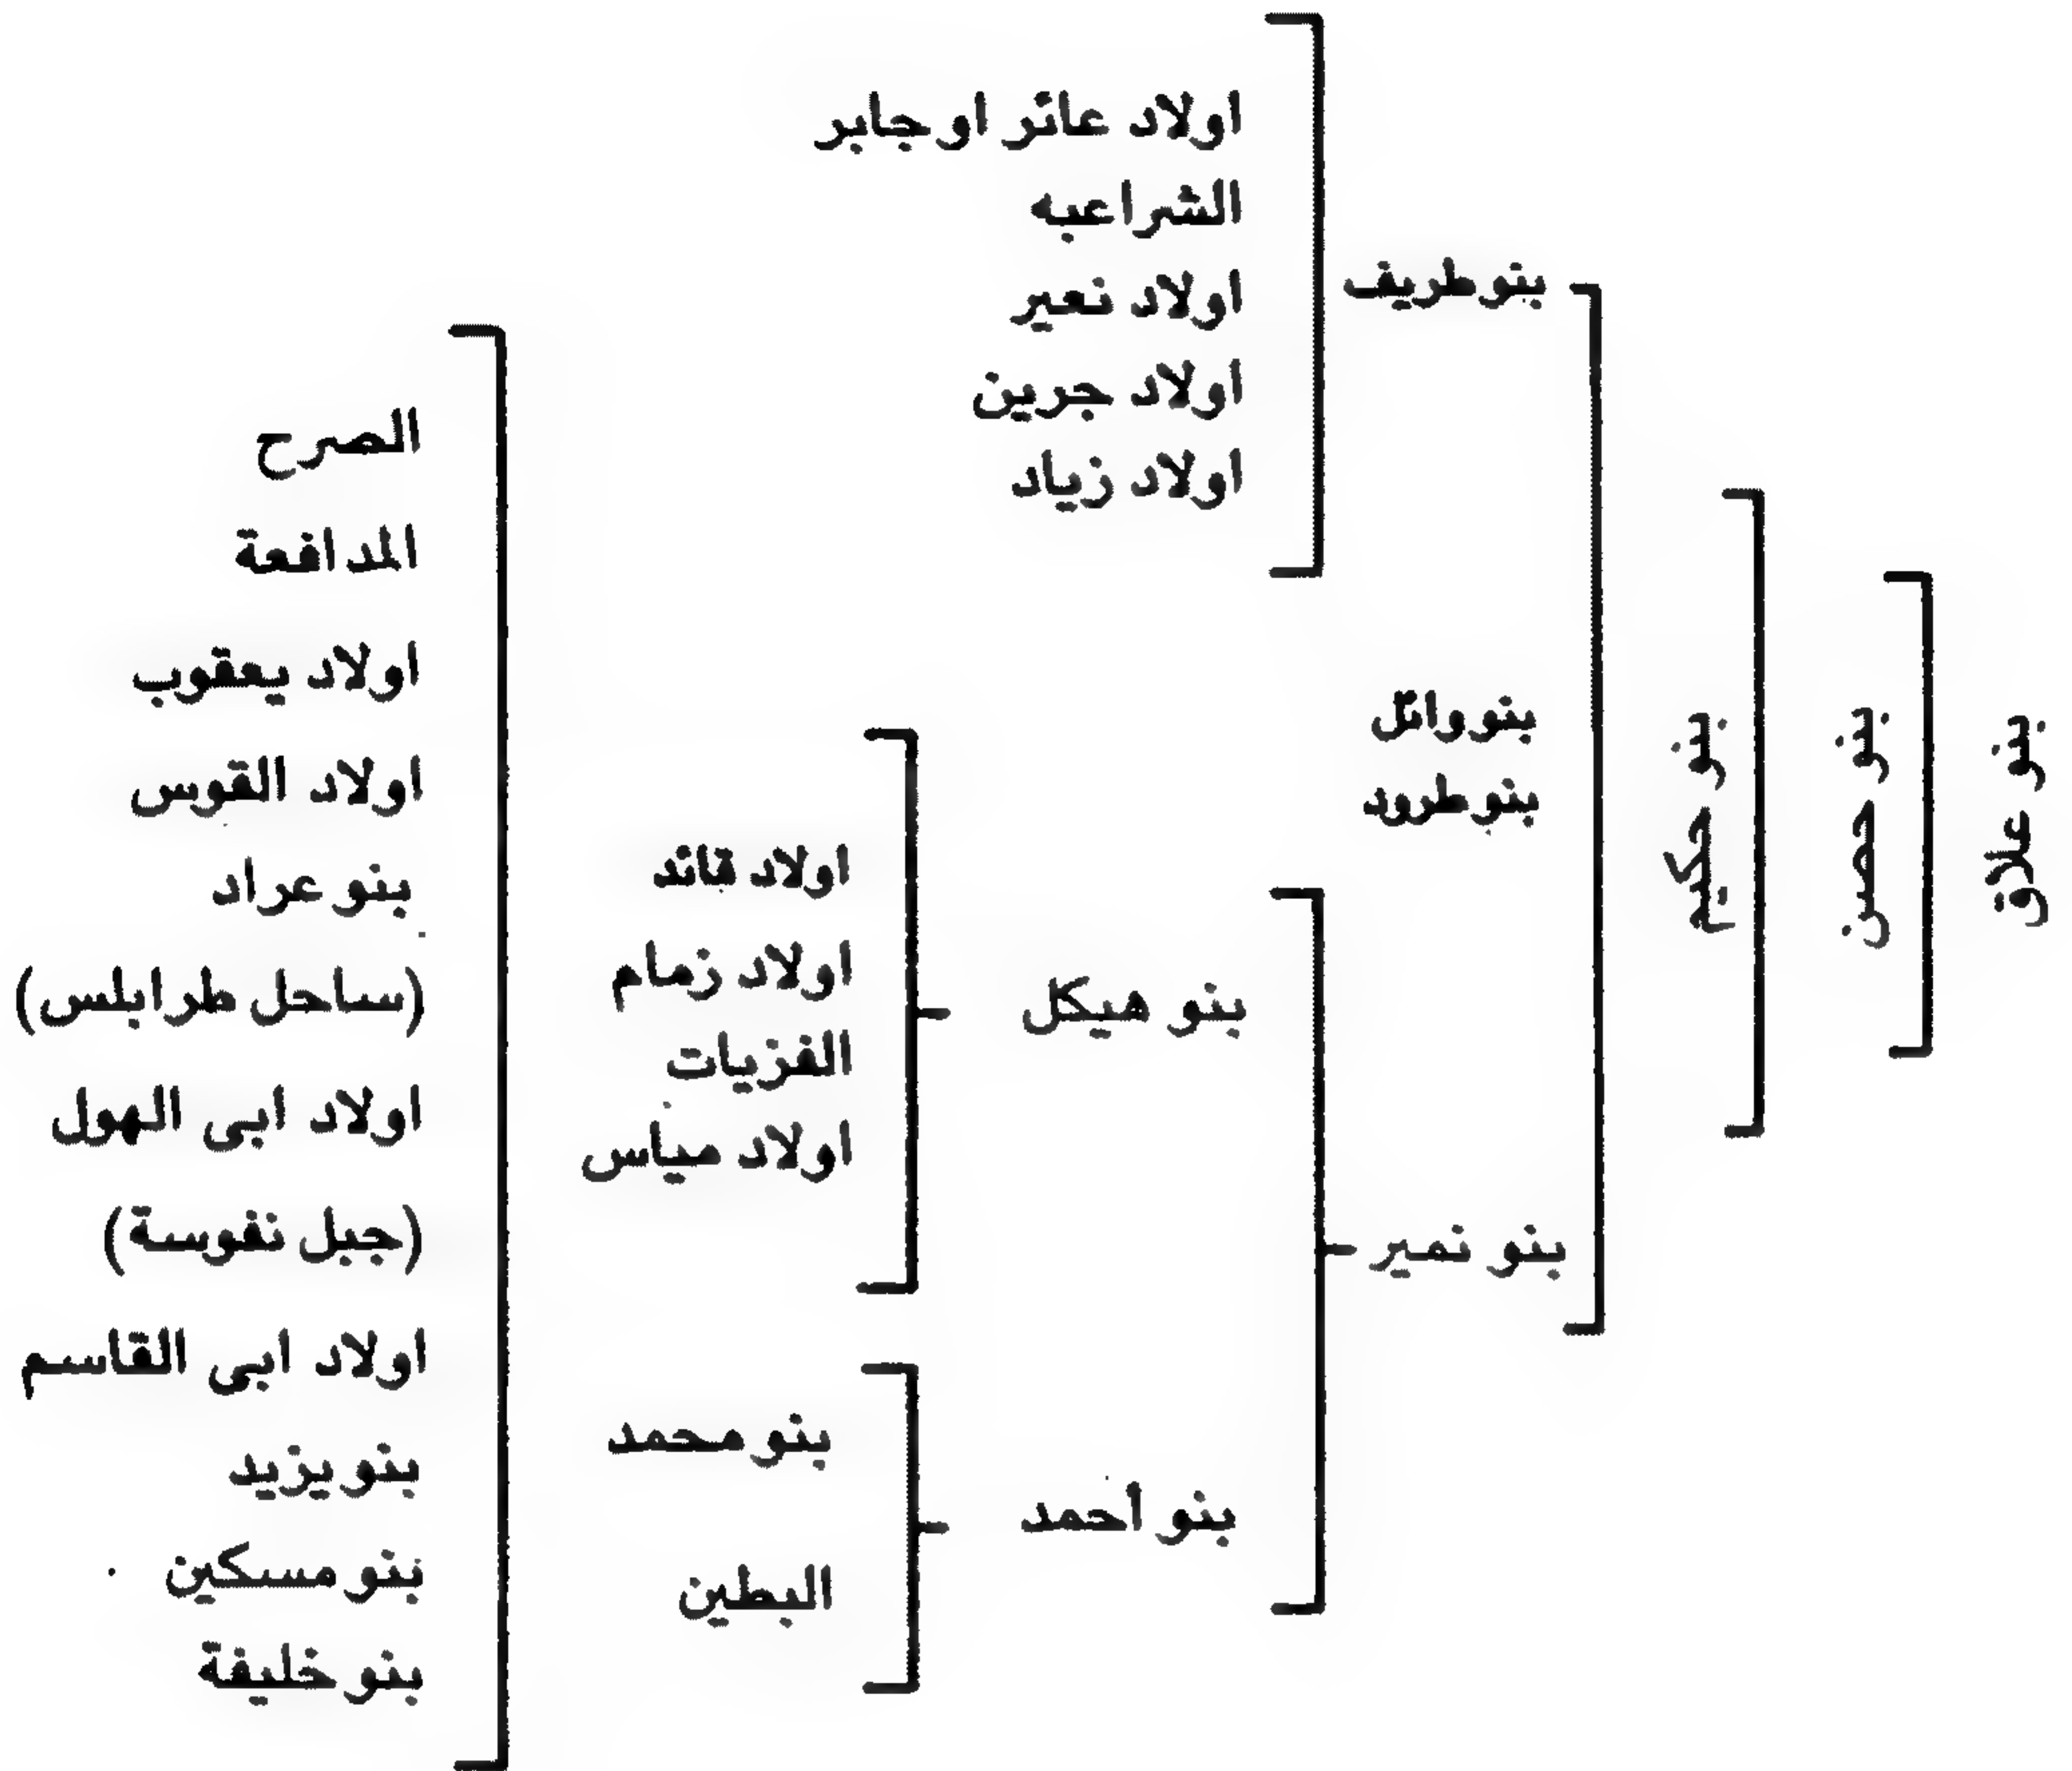 بنو علاق
بنو حصن
بنو حكيم
بنو طريف
بنو وائل
بنو طرود
بنو نمير
اولاد عائر او جابر
الشراعبه
اولاد نعير
اولاد جرين
اولاد زياد
بنو هيكل
بنو أحمد
اولاد قائد
اولاد زمام
الفزيات
اولاد مياس
بنو محمد
البطين
الصرح
المدافعة
اولاد يعقوب
اولاد القوس
بنو عراد
(ساحل طرابلس)
اولاد ابى الهول
(جبل نفوسة)
اولاد ابى القاسم
بنو يزيد
بنو مسكين
بنو خليفة